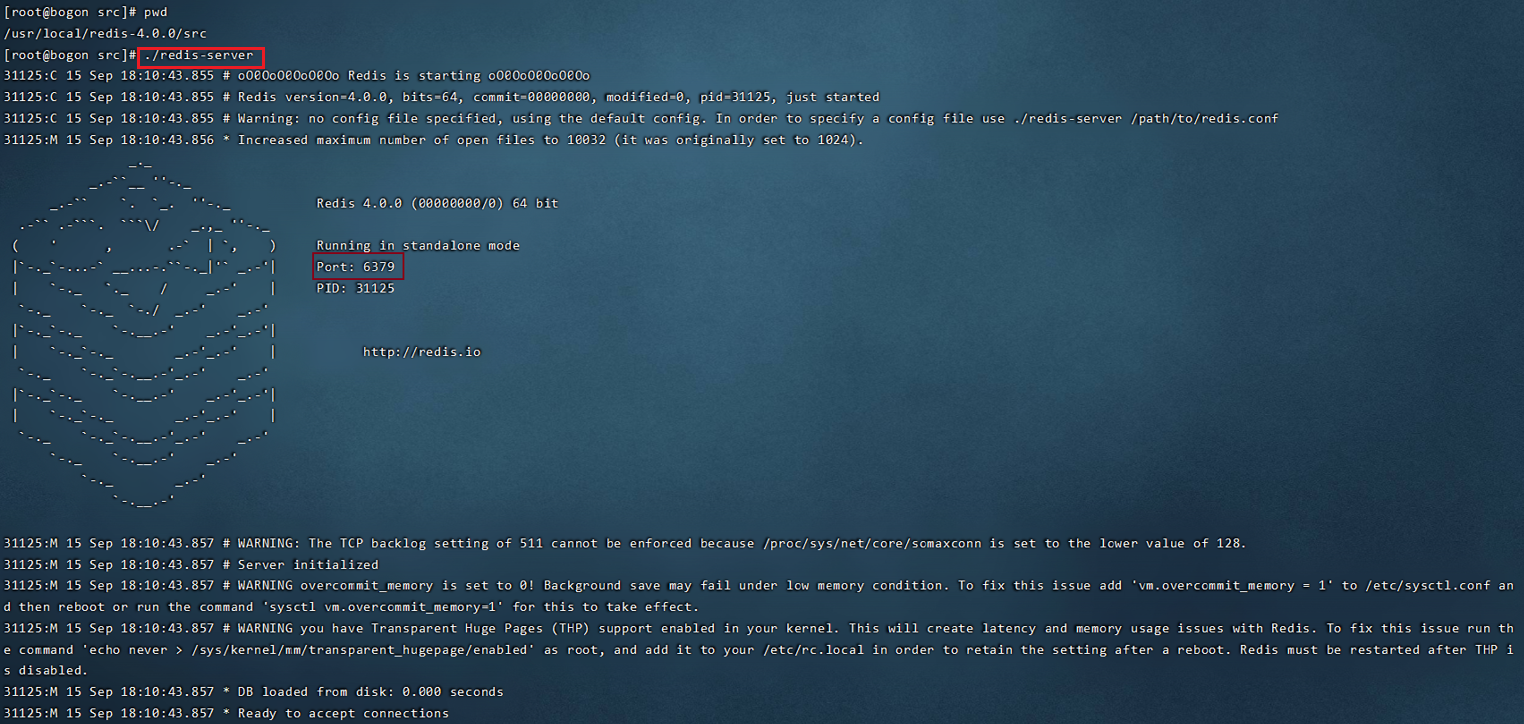 [root@bogon src]# pwd
/usr/local/redis-4.0.0/src
[root@bogon src]# ./redis-server
31125:C 15 Sep 18:10:43.855 # oO0OoO0OoO0Oo Redis is starting oO0OoO0OoO0Oo
31125:C 15 Sep 18:10:43.855 # Redis version=4.0.0, bits=64, commit=00000000, modified=0, pid=31125, just started
31125:C 15 Sep 18:10:43.855 # Warning: no config file specified, using the default config. In order to specify a config file use ./redis-server /path/to/redis.conf
31125:M 15 Sep 18:10:43.856 * Increased maximum number of open files to 10032 (it was originally set to 1024).
Redis 4.0.0 (00000000/0) 64 bit
Running in standalone mode
Port: 6379
PID: 31125
http://redis.io
31125:M 15 Sep 18:10:43.857 # WARNING: The TCP backlog setting of 511 cannot be enforced because /proc/sys/net/core/somaxconn is set to the lower value of 128.
31125:M 15 Sep 18:10:43.857 # Server initialized
31125:M 15 Sep 18:10:43.857 # WARNING overcommit_memory is set to 0! Background save may fail under low memory condition. To fix this issue add 'vm.overcommit_memory = 1' to /etc/sysctl.conf an
d then reboot or run the command 'sysctl vm.overcommit_memory=1' for this to take effect.
31125:M 15 Sep 18:10:43.857 # WARNING you have Transparent Huge Pages (THP) support enabled in your kernel. This will create latency and memory usage issues with Redis. To fix this issue run th
e command 'echo never > /sys/kernel/mm/transparent_hugepage/enabled' as root, and add it to your /etc/rc.local in order to retain the setting after a reboot. Redis must be restarted after THP i
s disabled.
31125:M 15 Sep 18:10:43.857 * DB loaded from disk: 0.000 seconds
31125:M 15 Sep 18:10:43.857 * Ready to accept connections